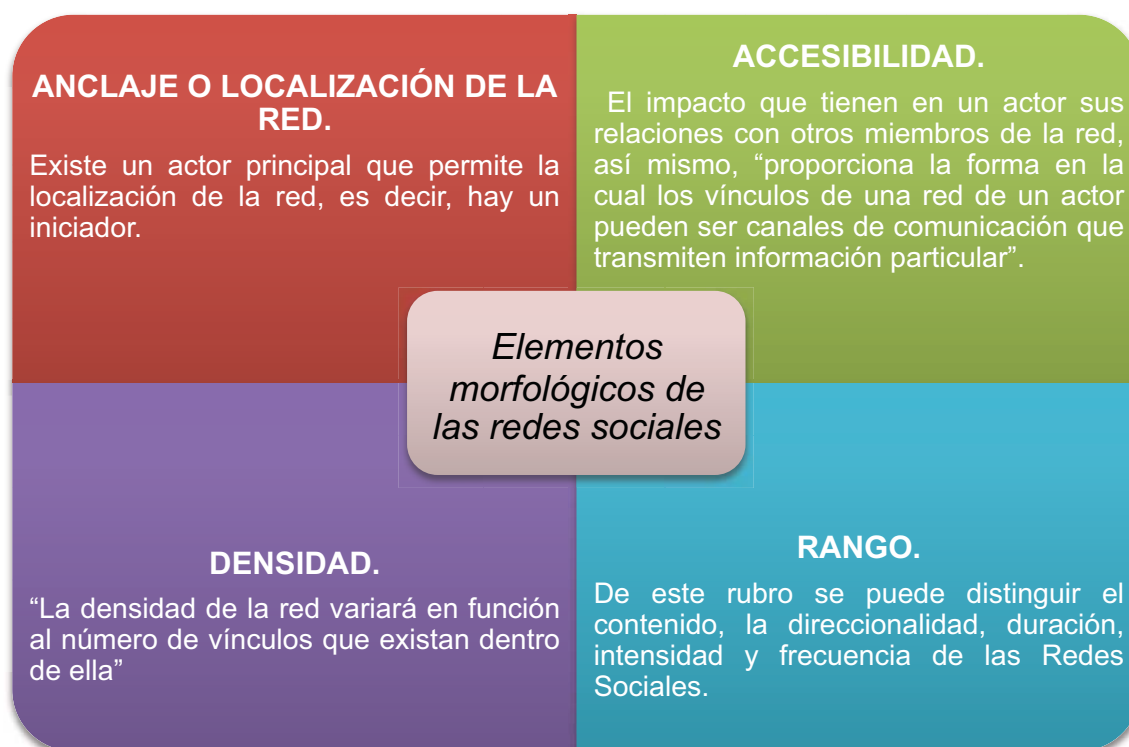 ANCLAJE O LOCALIZACIÓN DE LA
RED.
Existe un actor principal que permite la
localización de la red, es decir, hay un
iniciador.
ACCESIBILIDAD.
El impacto que tienen en un actor sus
relaciones con otros miembros de la red,
así mismo, “proporciona la forma en la
cual los vínculos de una red de un actor
pueden ser canales de comunicación que
transmiten información particular”.
Elementos
morfológicos de
las redes sociales
DENSIDAD.
“La densidad de la red variará en función
al número de vínculos que existan dentro
de ella”
RANGO.
De este rubro se puede distinguir el
contenido, la direccionalidad, duración,
intensidad y frecuencia de las Redes
Sociales.